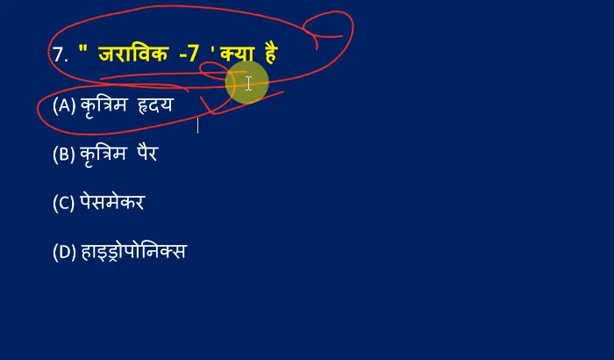 7. " जराविक -7 ' क्या है
(A) कृत्रिम हृदय
(B) कृत्रिम पैर
(C) पेसमेकर
(D) हाइड्रोपोनिक्स